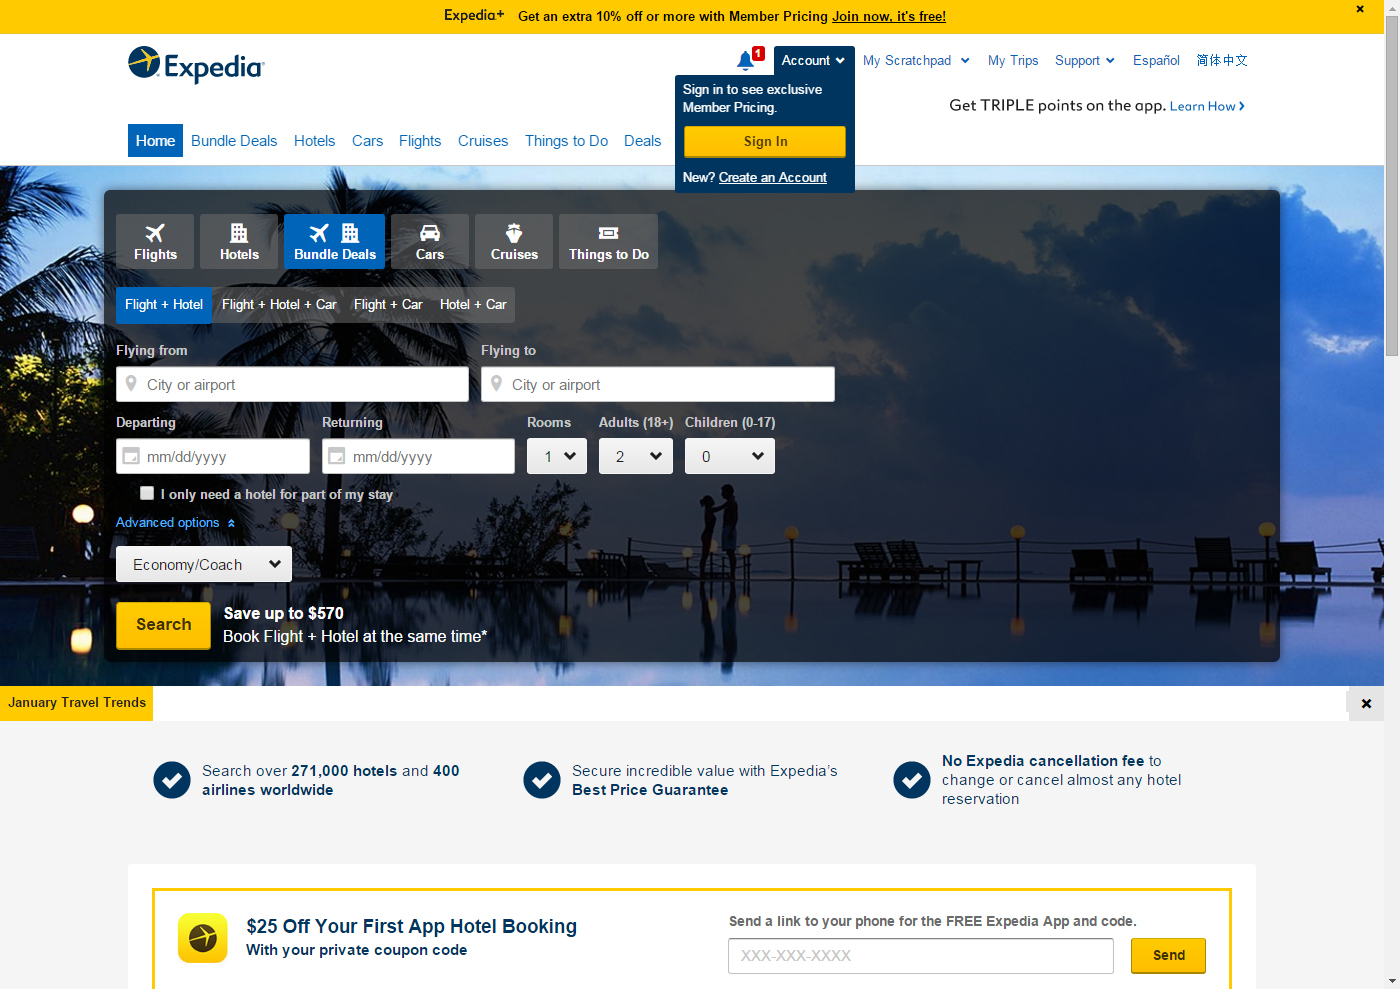 Expedia+ Get an extra 10% off or more with Member Pricing Join now, it's free!
Expedia
1
Account
My Scratchpad
My Trips
Support
Español
简体中文
Sign in to see exclusive
Member Pricing.
Sign In
New? Create an Account
Get TRIPLE points on the app. Learn How
Home
Bundle Deals
Hotels
Cars
Flights
Cruises
Things to Do
Deals
Flights
Hotels
Bundle Deals
Cars
Cruises
Things to Do
Flight + Hotel
Flight + Hotel + Car
Flight + Car
Hotel + Car
Flying from
Flying to
City or airport
City or airport
Departing
Returning
Rooms
Adults (18+)
Children (0-17)
mm/dd/yyyy
mm/dd/yyyy
1
2
0
I only need a hotel for part of my stay
Advanced options
Economy/Coach
Search
Save up to $570
Book Flight + Hotel at the same time*
January Travel Trends
Search over 271,000 hotels and 400
airlines worldwide
Secure incredible value with Expedia’s
Best Price Guarantee
No Expedia cancellation fee to
change or cancel almost any hotel
reservation
$25 Off Your First App Hotel Booking
With your private coupon code
Send a link to your phone for the FREE Expedia App and code.
XXX-XXX-XXXX
Send